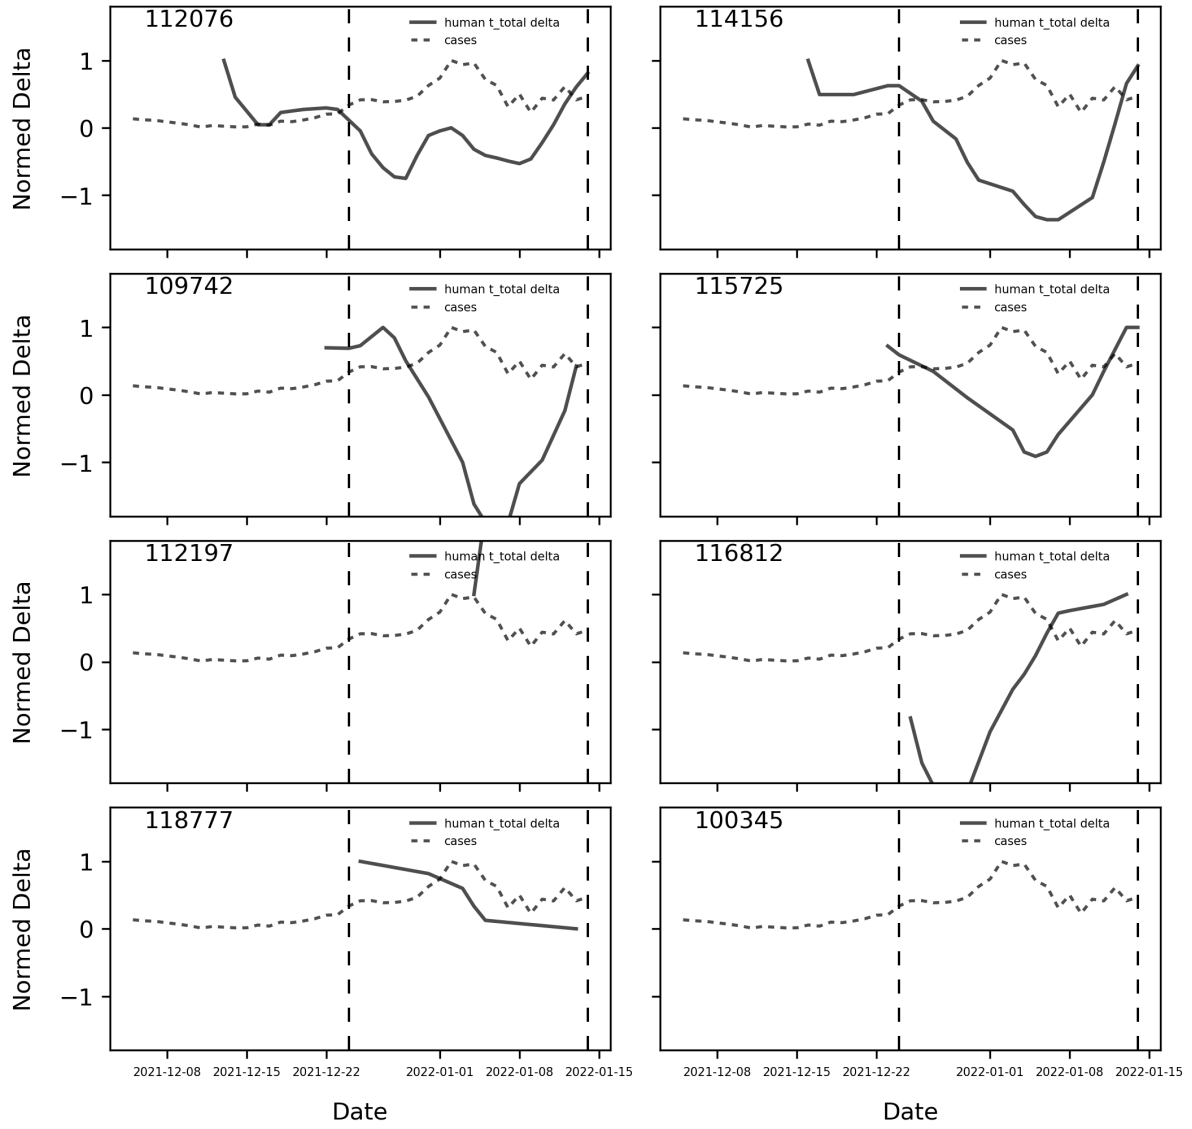 112076
human t_total delta
cases
Normed Delta
1
0
−1
114156
human t_total delta
cases
109742
human t_total delta
cases
Normed Delta
1
0
−1
115725
human t_total delta
cases
112197
human t_total delta
cases
Normed Delta
1
0
−1
116812
human t_total delta
cases
118777
human t_total delta
cases
Normed Delta
1
0
−1
2021-12-08 2021-12-15 2021-12-22 2022-01-01 2022-01-08 2022-01-15
Date
100345
human t_total delta
cases
2021-12-08 2021-12-15 2021-12-22 2022-01-01 2022-01-08 2022-01-15
Date